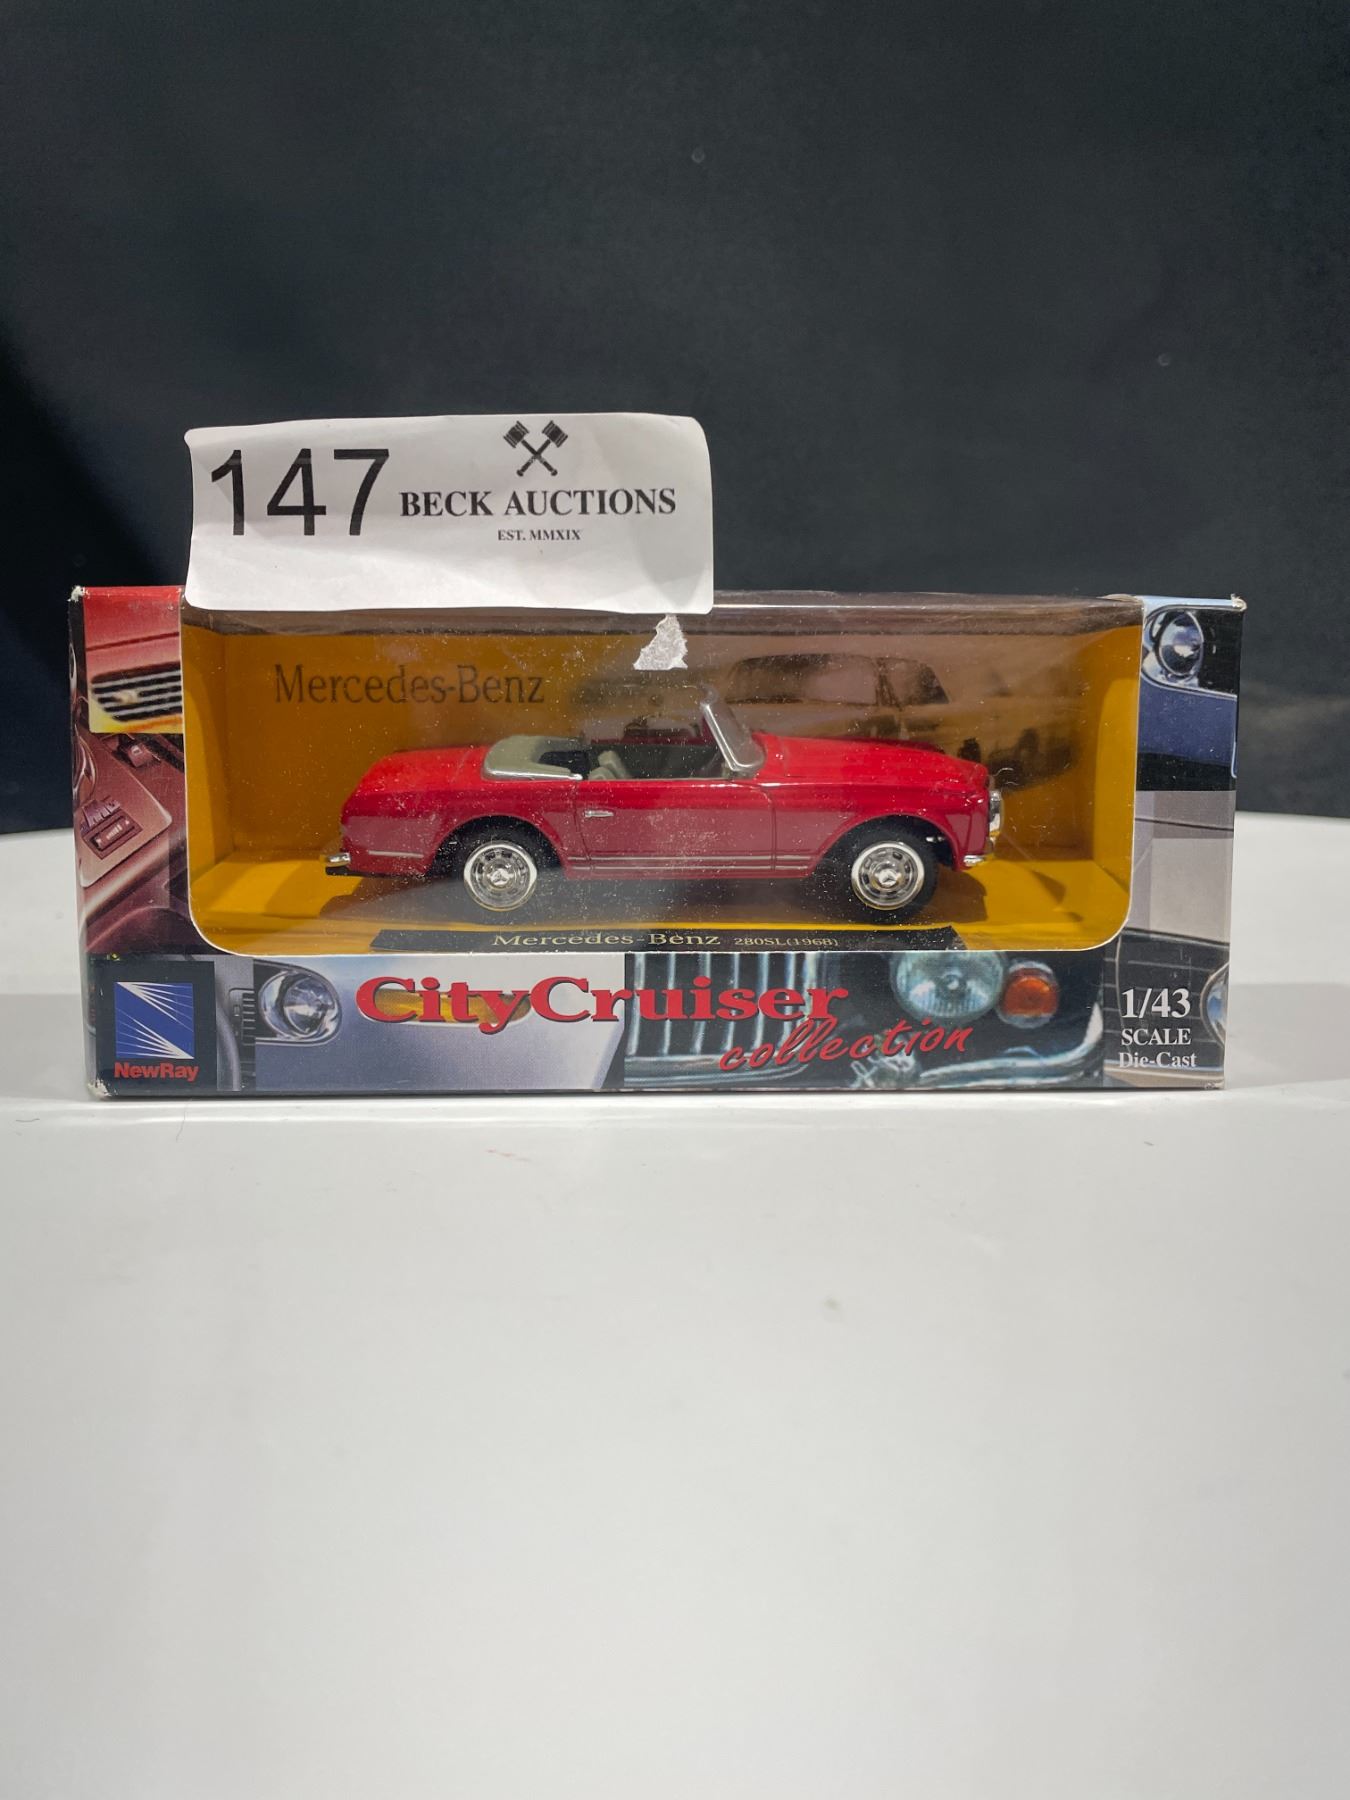 147
BECK AUCTIONS
EST. MMXIX
Mercedes-Benz
Mercedes-Benz 280SL(1968)
CityCruiser
collection
NewRay
1/43
SCALE
Die-Cast